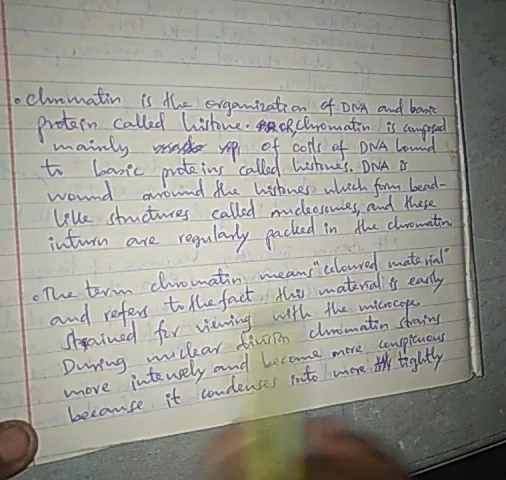 • Chromatin is the organization of DNA and basic
protein called histone. OR chromatin is composed
mainly of coils of DNA bound
to basic proteins called histones. DNA is
wound around the histones which form bead-
like structures called nucleosomes, and these
inturn are regularly packed in the chromatin.
• The term chromatin means "coloured material"
and refers to the fact this material is easily
stained for viewing with the microscope.
During nuclear division chromatin stains
more intensely and become more conspicuous
because it condenses into more tightly